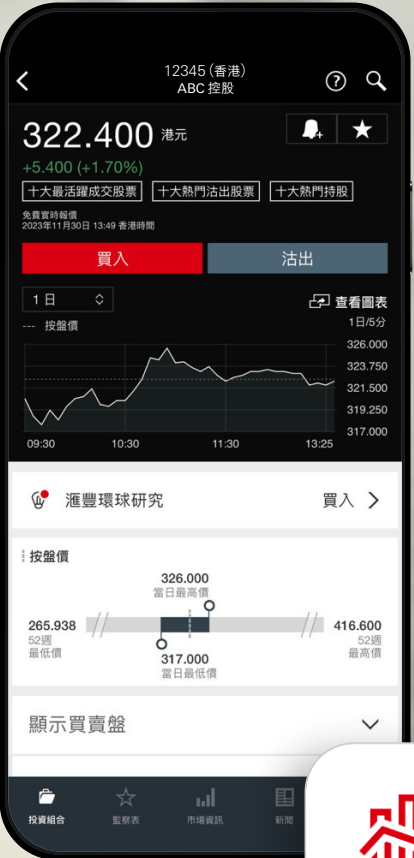 12345 (香港)
ABC 控股
322.400 港元
+5.400 (+1.70%)
十大最活躍成交股票 十大熱門沽出股票 十大熱門持股
免費實時報價
2023年11月30日 13:49 香港時間
買入 沽出
1日 查看圖表
--- 按盤價 1日/5分
326.000
323.750
321.500
319.250
317.000
09:30 10:30 11:30 13:25
滙豐環球研究 買入
按盤價
326.000
當日最高價
265.938 416.600
52週 52週
最低價 最高價
317.000
當日最低價
顯示買賣盤
投資組合 監察表 市場資訊 新聞